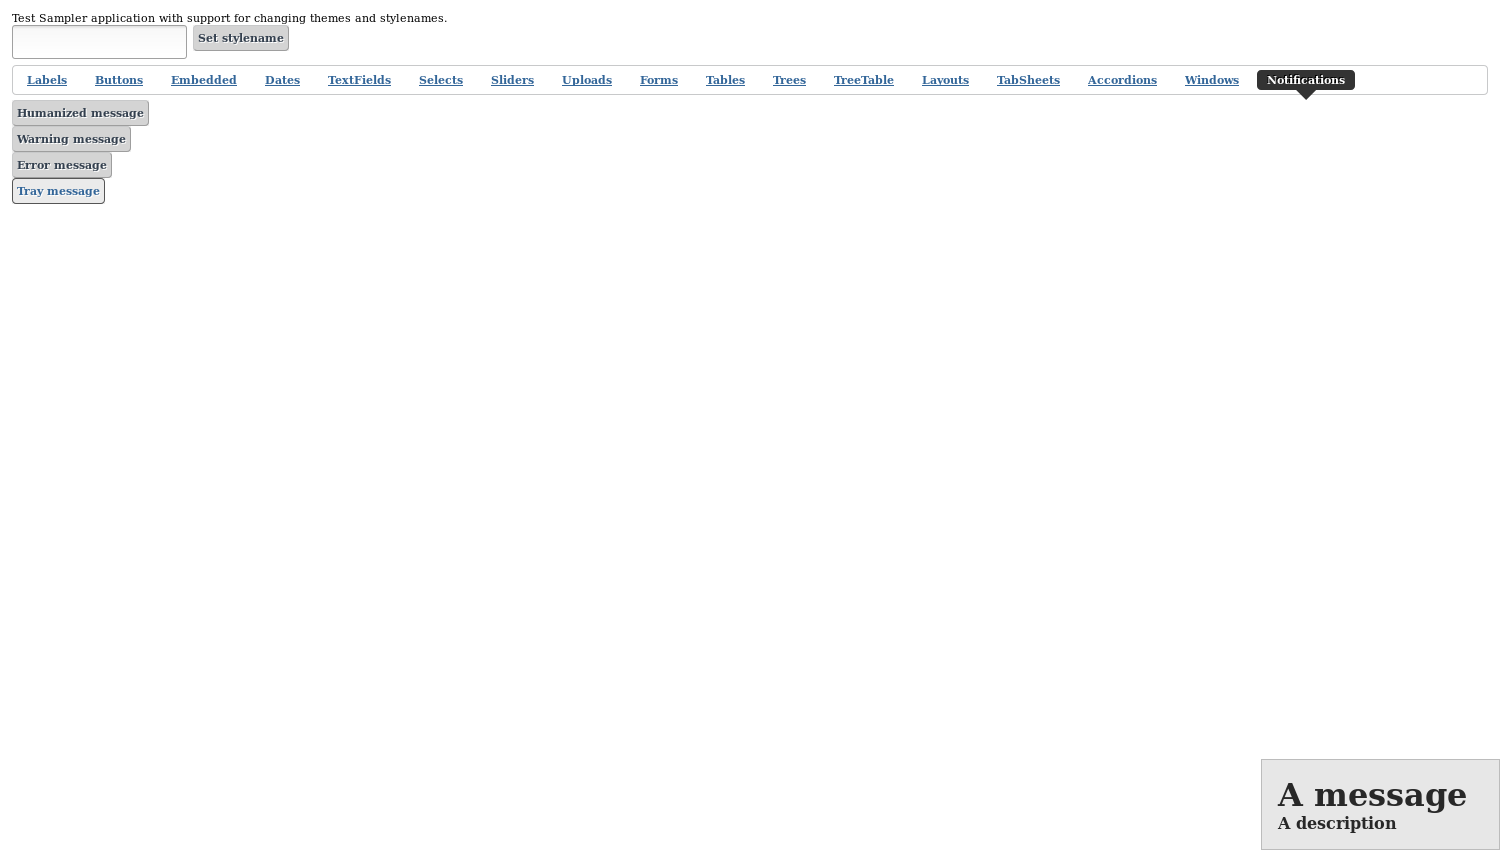 Test Sampler application with support for changing themes and stylenames.
Set stylename
Labels Buttons Embedded Dates TextFields Selects Sliders Uploads Forms Tables Trees TreeTable Layouts TabSheets Accordions Windows Notifications
Humanized message
Warning message
Error message
Tray message
A message
A description